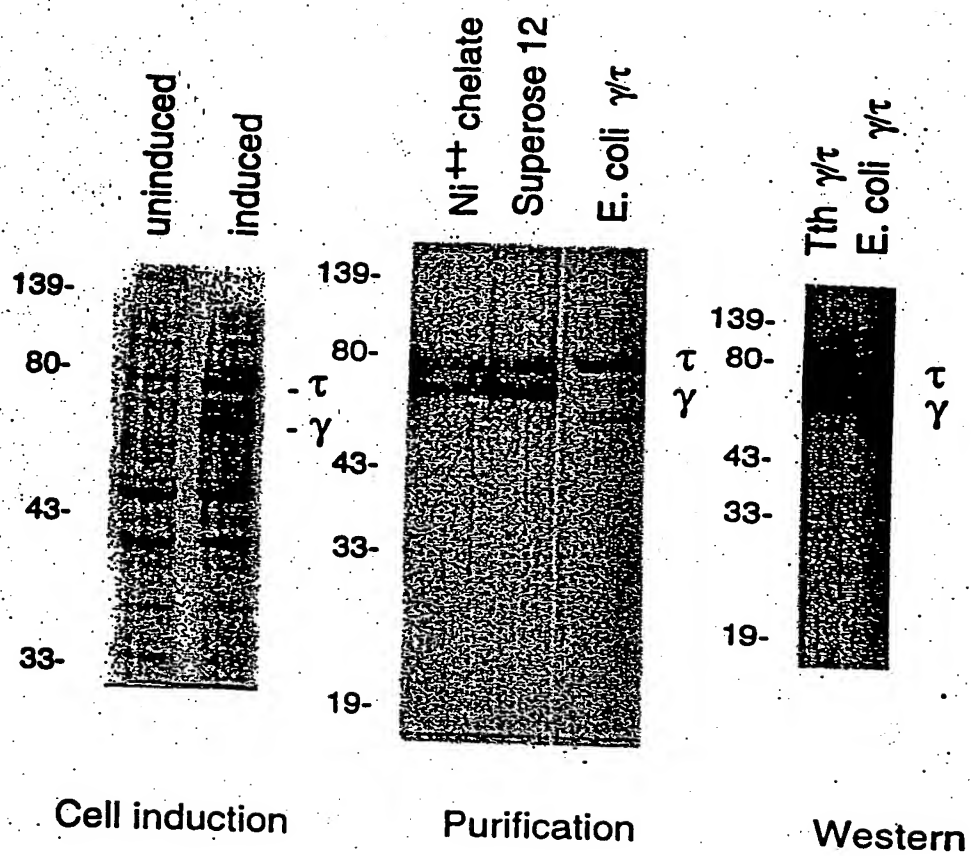 uninduced
induced
139-
80-
43-
33-
- τ
- γ
Cell induction
Ni++ chelate
Superose 12
E. coli γ/τ
139-
80-
43-
33-
19-
τ
γ
Purification
Tth γ/τ
E. coli γ/τ
139-
80-
43-
33-
19-
τ
γ
Western